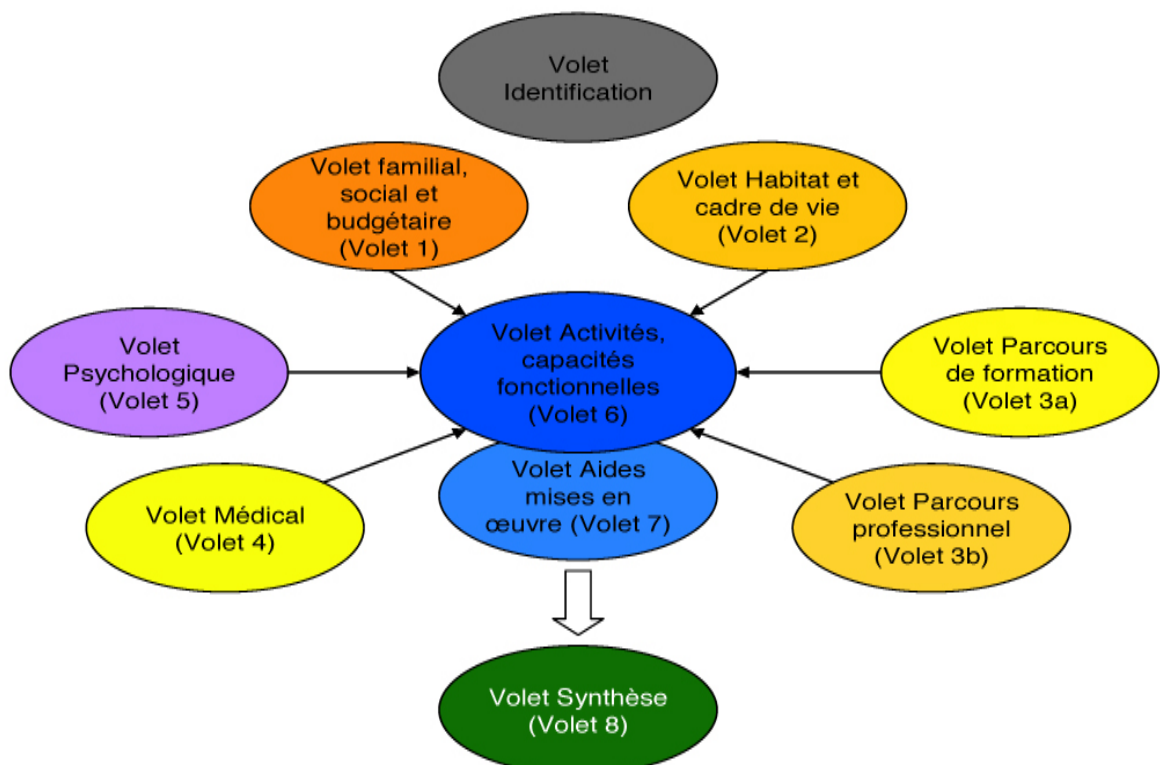 Volet
Identification
Volet familial,
social et
budgétaire
(Volet 1)
Volet Habitat et
cadre de vie
(Volet 2)
Volet
Psychologique
(Volet 5)
Volet Activités,
capacités
fonctionnelles
(Volet 6)
Volet Parcours
de formation
(Volet 3a)
Volet Médical
(Volet 4)
Volet Aides
mises en
œuvre (Volet 7)
Volet Parcours
professionnel
(Volet 3b)
Volet Synthèse
(Volet 8)